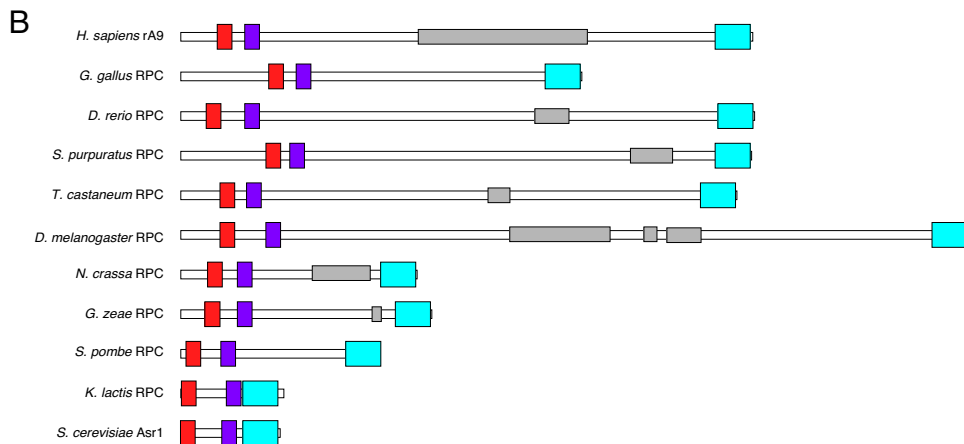 B
H. sapiens rA9
G. gallus RPC
D. rerio RPC
S. purpuratus RPC
T. castaneum RPC
D. melanogaster RPC
N. crassa RPC
G. zeae RPC
S. pombe RPC
K. lactis RPC
S. cerevisiae Asr1